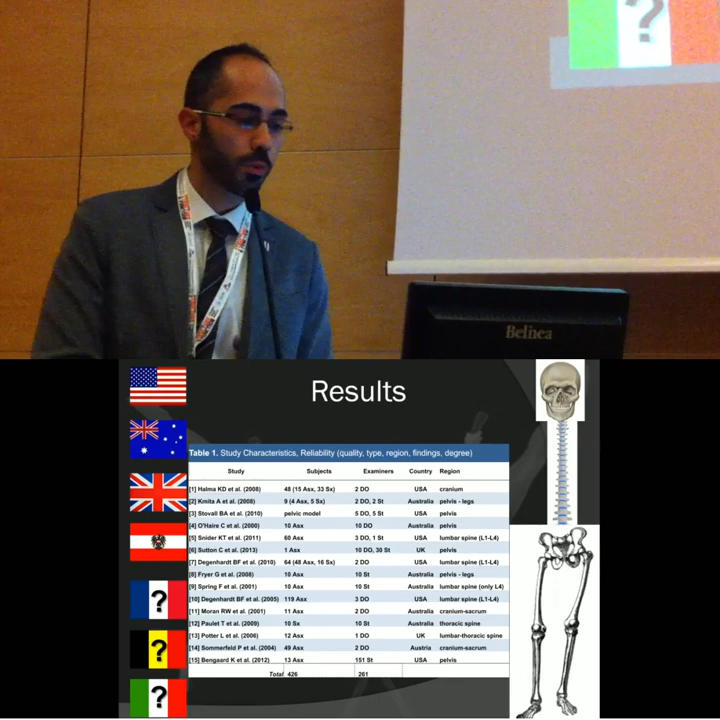 ?
Belinea
Results
Table 1. Study Characteristics, Reliability (quality, type, region, findings, degree)
Study Subjects Examiners Country Region
[1] Halma KD et al. (2008) 48 (15 Asx, 33 Sx) 2 DO USA cranium
[2] Kmita A et al. (2008) 9 (4 Asx, 5 Sx) 2 DO, 2 St Australia pelvis - legs
[3] Stovall BA et al. (2010) pelvic model 5 DO, 5 St USA pelvis
[4] O'Haire C et al. (2000) 10 Asx 10 DO Australia pelvis
[5] Snider KT et al. (2011) 60 Asx 3 DO, 1 St USA lumbar spine (L1-L4)
[6] Sutton C et al. (2013) 1 Asx 10 DO, 30 St UK pelvis
[7] Degenhardt BF et al. (2010) 64 (48 Asx, 16 Sx) 2 DO USA lumbar spine (L1-L4)
[8] Fryer G et al. (2008) 10 Asx 10 St Australia pelvis - legs
[9] Spring F et al. (2001) 10 Asx 10 St Australia lumbar spine (only L4)
[10] Degenhardt BF et al. (2005) 119 Asx 3 DO USA lumbar spine (L1-L4)
[11] Moran RW et al. (2001) 11 Asx 2 DO Australia cranium-sacrum
[12] Paulet T et al. (2009) 10 Sx 10 St Australia thoracic spine
[13] Potter L et al. (2006) 12 Asx 1 DO UK lumbar-thoracic spine
[14] Sommerfeld P et al. (2004) 49 Asx 2 DO Austria cranium-sacrum
[15] Bengaard K et al. (2012) 13 Asx 151 St USA pelvis
Total 426 261
?
?
?